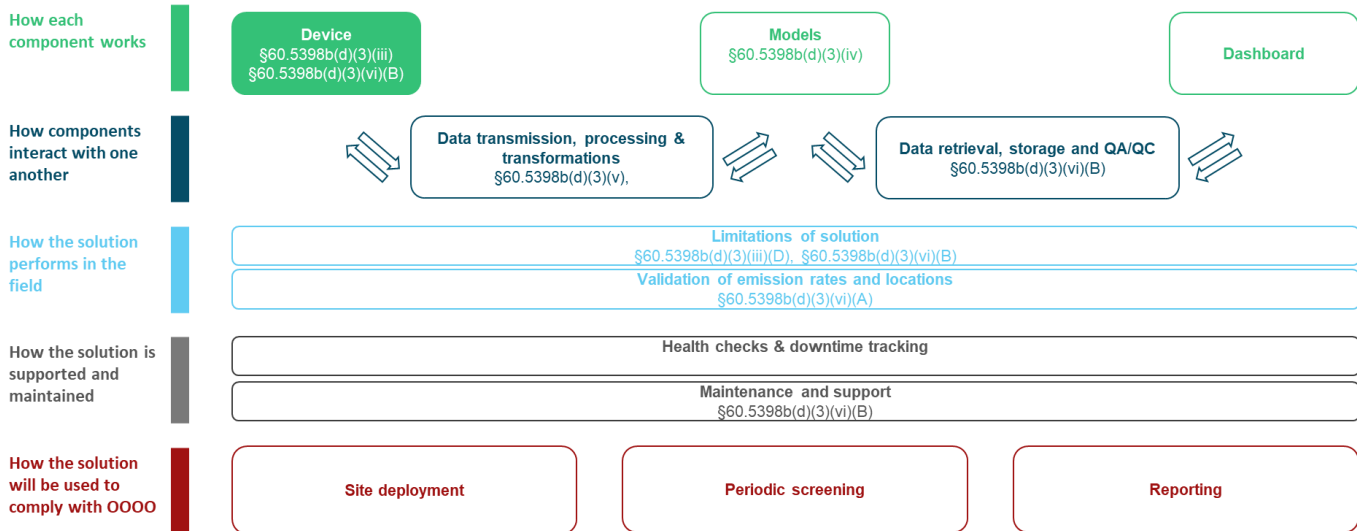 How each
component works
Device
§60.5398b(d)(3)(iii)
§60.5398b(d)(3)(vi)(B)
Models
§60.5398b(d)(3)(iv)
Dashboard
How components
interact with one
another
Data transmission, processing &
transformations
§60.5398b(d)(3)(v),
Data retrieval, storage and QA/QC
§60.5398b(d)(3)(vi)(B)
How the solution
performs in the
field
Limitations of solution
§60.5398b(d)(3)(iii)(D), §60.5398b(d)(3)(vi)(B)
Validation of emission rates and locations
§60.5398b(d)(3)(vi)(A)
How the solution is
supported and
maintained
Health checks & downtime tracking
Maintenance and support
§60.5398b(d)(3)(vi)(B)
How the solution
will be used to
comply with OOOO
Site deployment
Periodic screening
Reporting